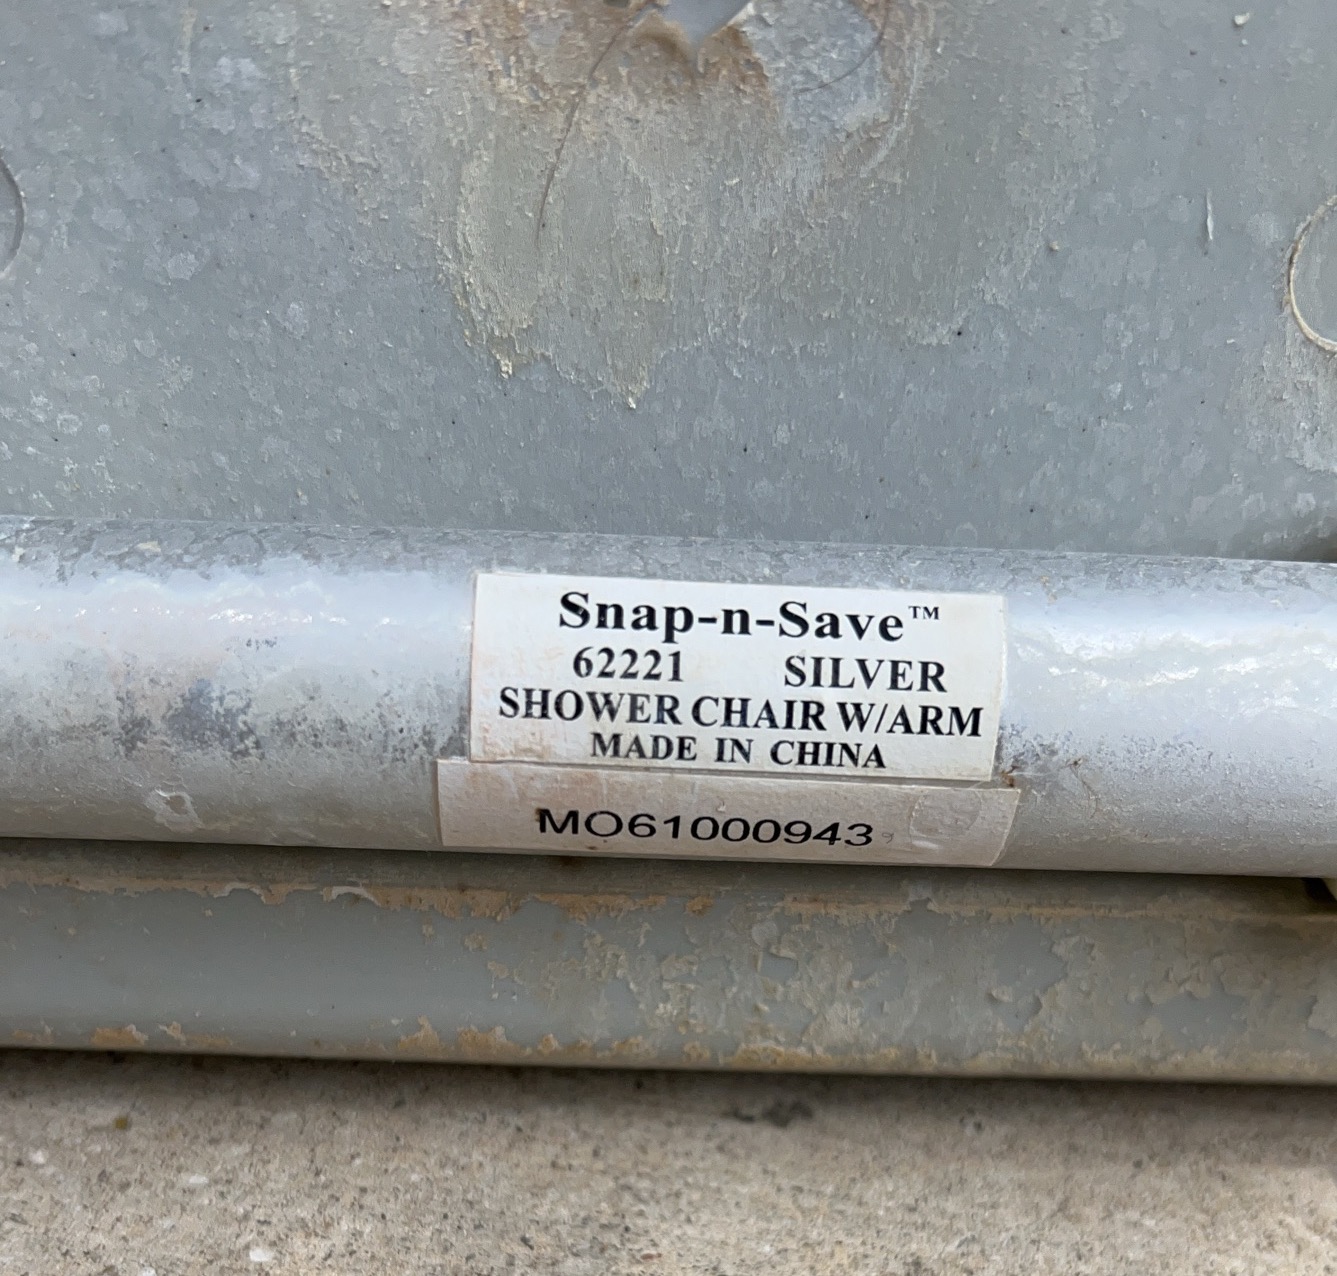 Snap-n-Save™
62221 SILVER
SHOWER CHAIR W/ARM
MADE IN CHINA
MO61000943